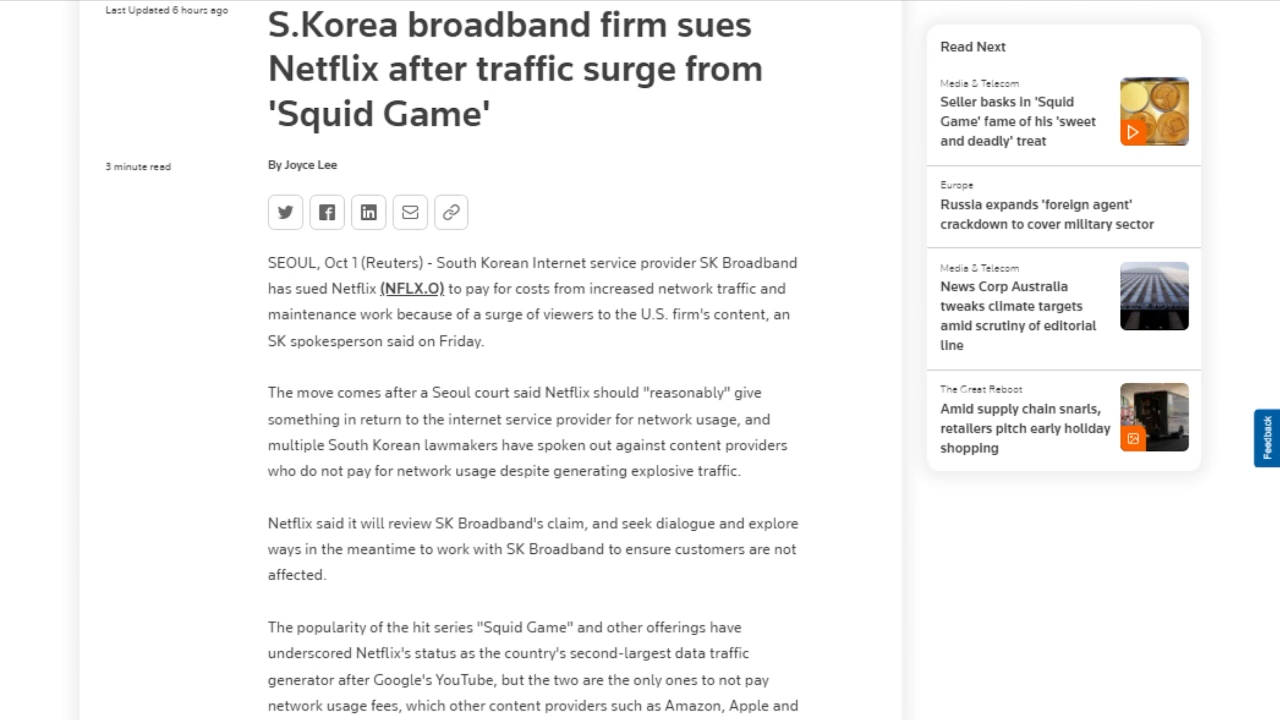 Last Updated 6 hours ago
S.Korea broadband firm sues
Netflix after traffic surge from
'Squid Game'
3 minute read
By Joyce Lee
SEOUL, Oct 1 (Reuters) - South Korean Internet service provider SK Broadband
has sued Netflix (NFLX.O) to pay for costs from increased network traffic and
maintenance work because of a surge of viewers to the U.S. firm's content, an
SK spokesperson said on Friday.
The move comes after a Seoul court said Netflix should "reasonably" give
something in return to the internet service provider for network usage, and
multiple South Korean lawmakers have spoken out against content providers
who do not pay for network usage despite generating explosive traffic.
Netflix said it will review SK Broadband's claim, and seek dialogue and explore
ways in the meantime to work with SK Broadband to ensure customers are not
affected.
The popularity of the hit series "Squid Game" and other offerings have
underscored Netflix's status as the country's second-largest data traffic
generator after Google's YouTube, but the two are the only ones to not pay
network usage fees, which other content providers such as Amazon, Apple and
Read Next
Media & Telecom
Seller basks in 'Squid
Game' fame of his 'sweet
and deadly' treat
Europe
Russia expands 'foreign agent'
crackdown to cover military sector
Media & Telecom
News Corp Australia
tweaks climate targets
amid scrutiny of editorial
line
The Great Reboot
Amid supply chain snarls,
retailers pitch early holiday
shopping
Feedback